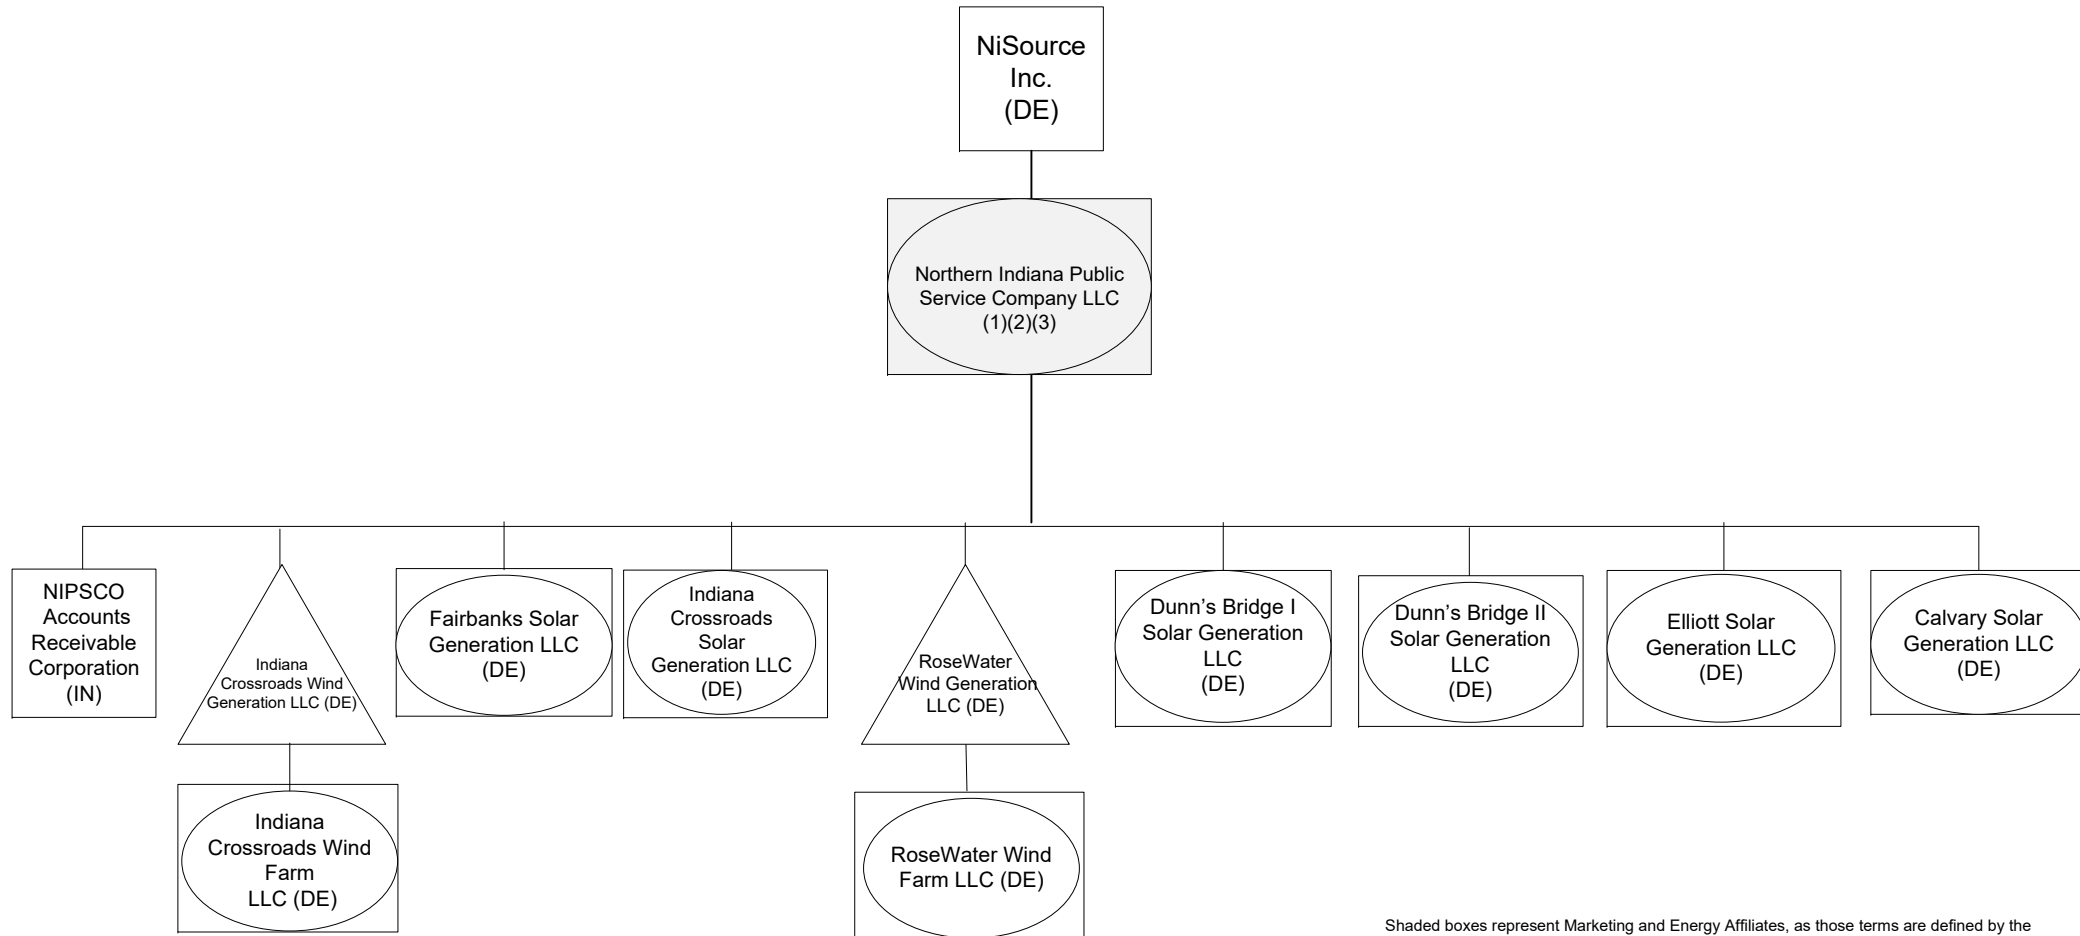 NiSource
Inc.
(DE)
Northern Indiana Public
Service Company LLC
(1)(2)(3)
NIPSCO
Accounts
Receivable
Corporation
(IN)
Indiana
Crossroads Wind
Generation LLC (DE)
Fairbanks Solar
Generation LLC
(DE)
Indiana
Crossroads
Solar
Generation LLC
(DE)
RoseWater
Wind Generation
LLC (DE)
Dunn’s Bridge I
Solar Generation
LLC
(DE)
Dunn’s Bridge II
Solar Generation
LLC
(DE)
Elliott Solar
Generation LLC
(DE)
Calvary Solar
Generation LLC
(DE)
Indiana
Crossroads Wind
Farm
LLC (DE)
RoseWater Wind
Farm LLC (DE)
Shaded boxes represent Marketing and Energy Affiliates, as those terms are defined by the